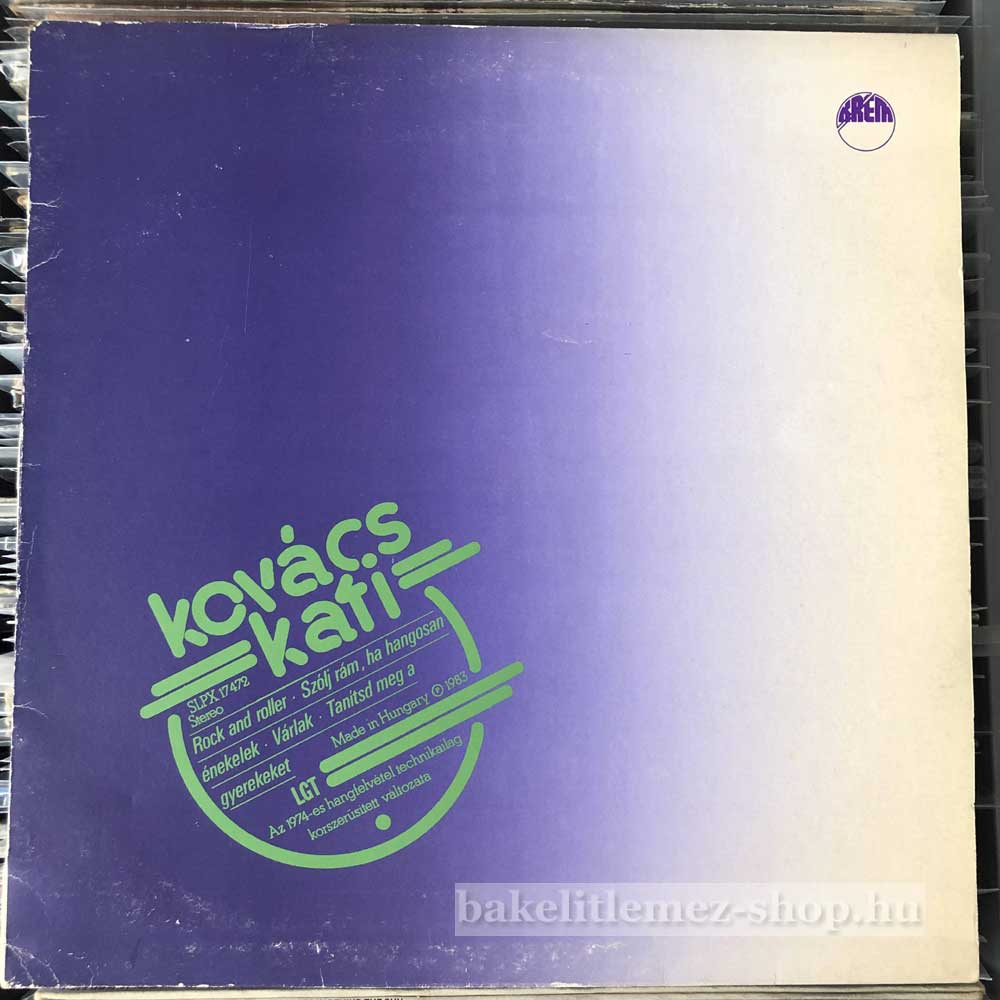 KRÉM
kovács
kati
SLPX 17472
Stereo
Rock and roller · Szólj rám, ha hangosan
énekelek · Várlak · Tanítsd meg a
gyerekeket
Made in Hungary ℗ 1983
LGT
Az 1974-es hangfelvétel technikailag
korszerűsített változata
bakelitlemez-shop.hu